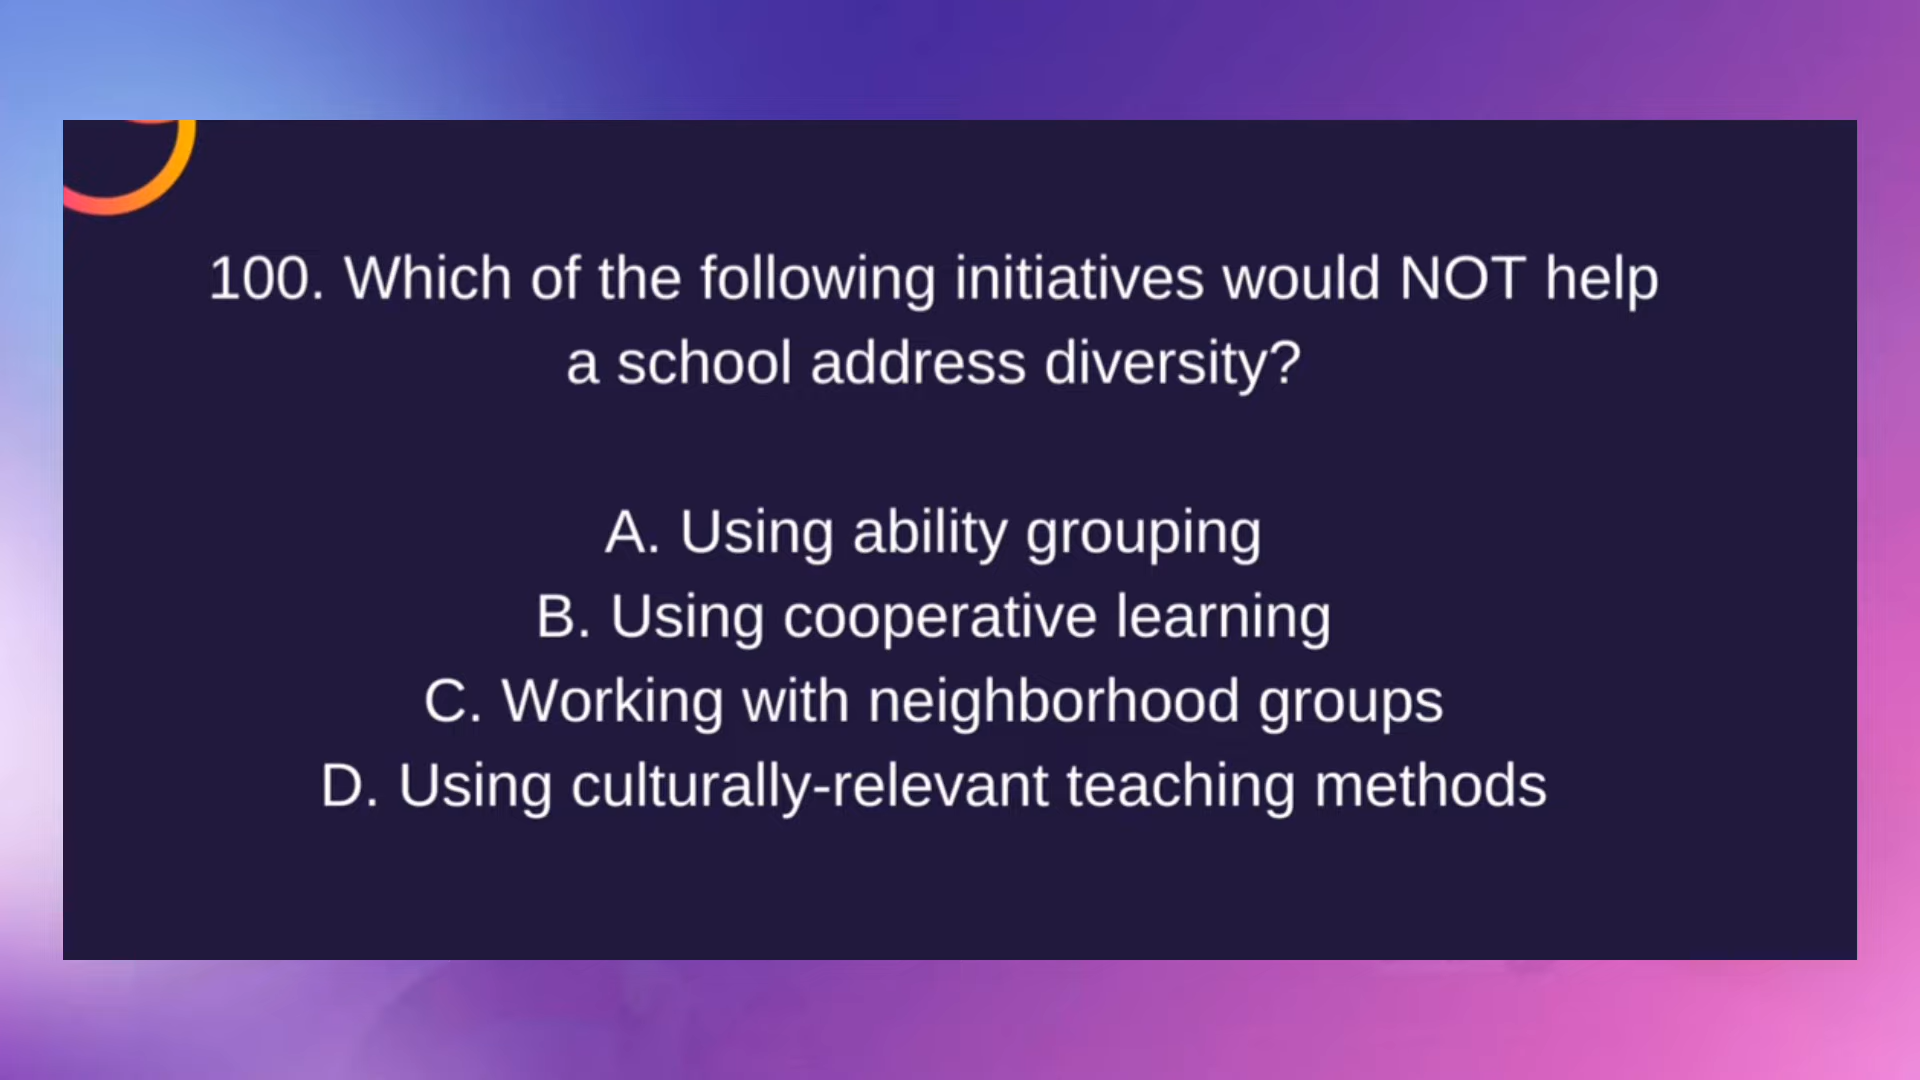 100. Which of the following initiatives would NOT help
a school address diversity?
A. Using ability grouping
B. Using cooperative learning
C. Working with neighborhood groups
D. Using culturally-relevant teaching methods